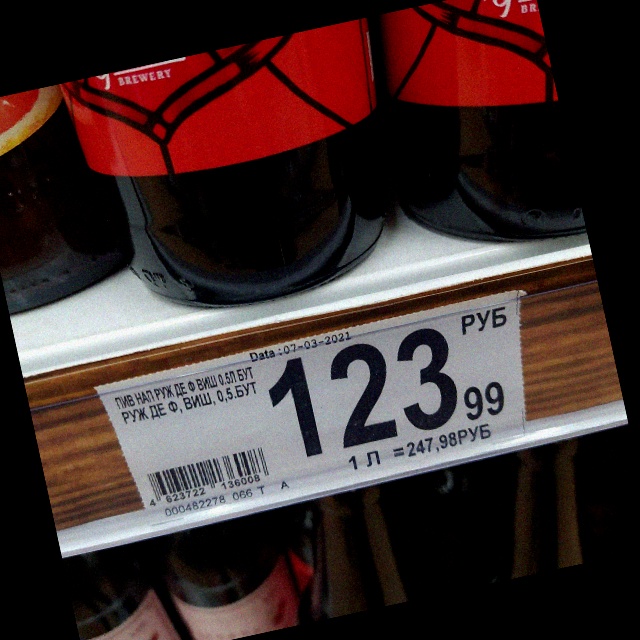 BREWERY
Data :07-03-2021
ПИВ.НАП.РУЖ.ДЕ.Ф ВИШ 0,5Л БУТ
РУЖ ДЕ Ф, ВИШ, 0,5,БУТ
123 99 РУБ
1 Л =247,98РУБ
4 623722 136008
000482278 066 Т А